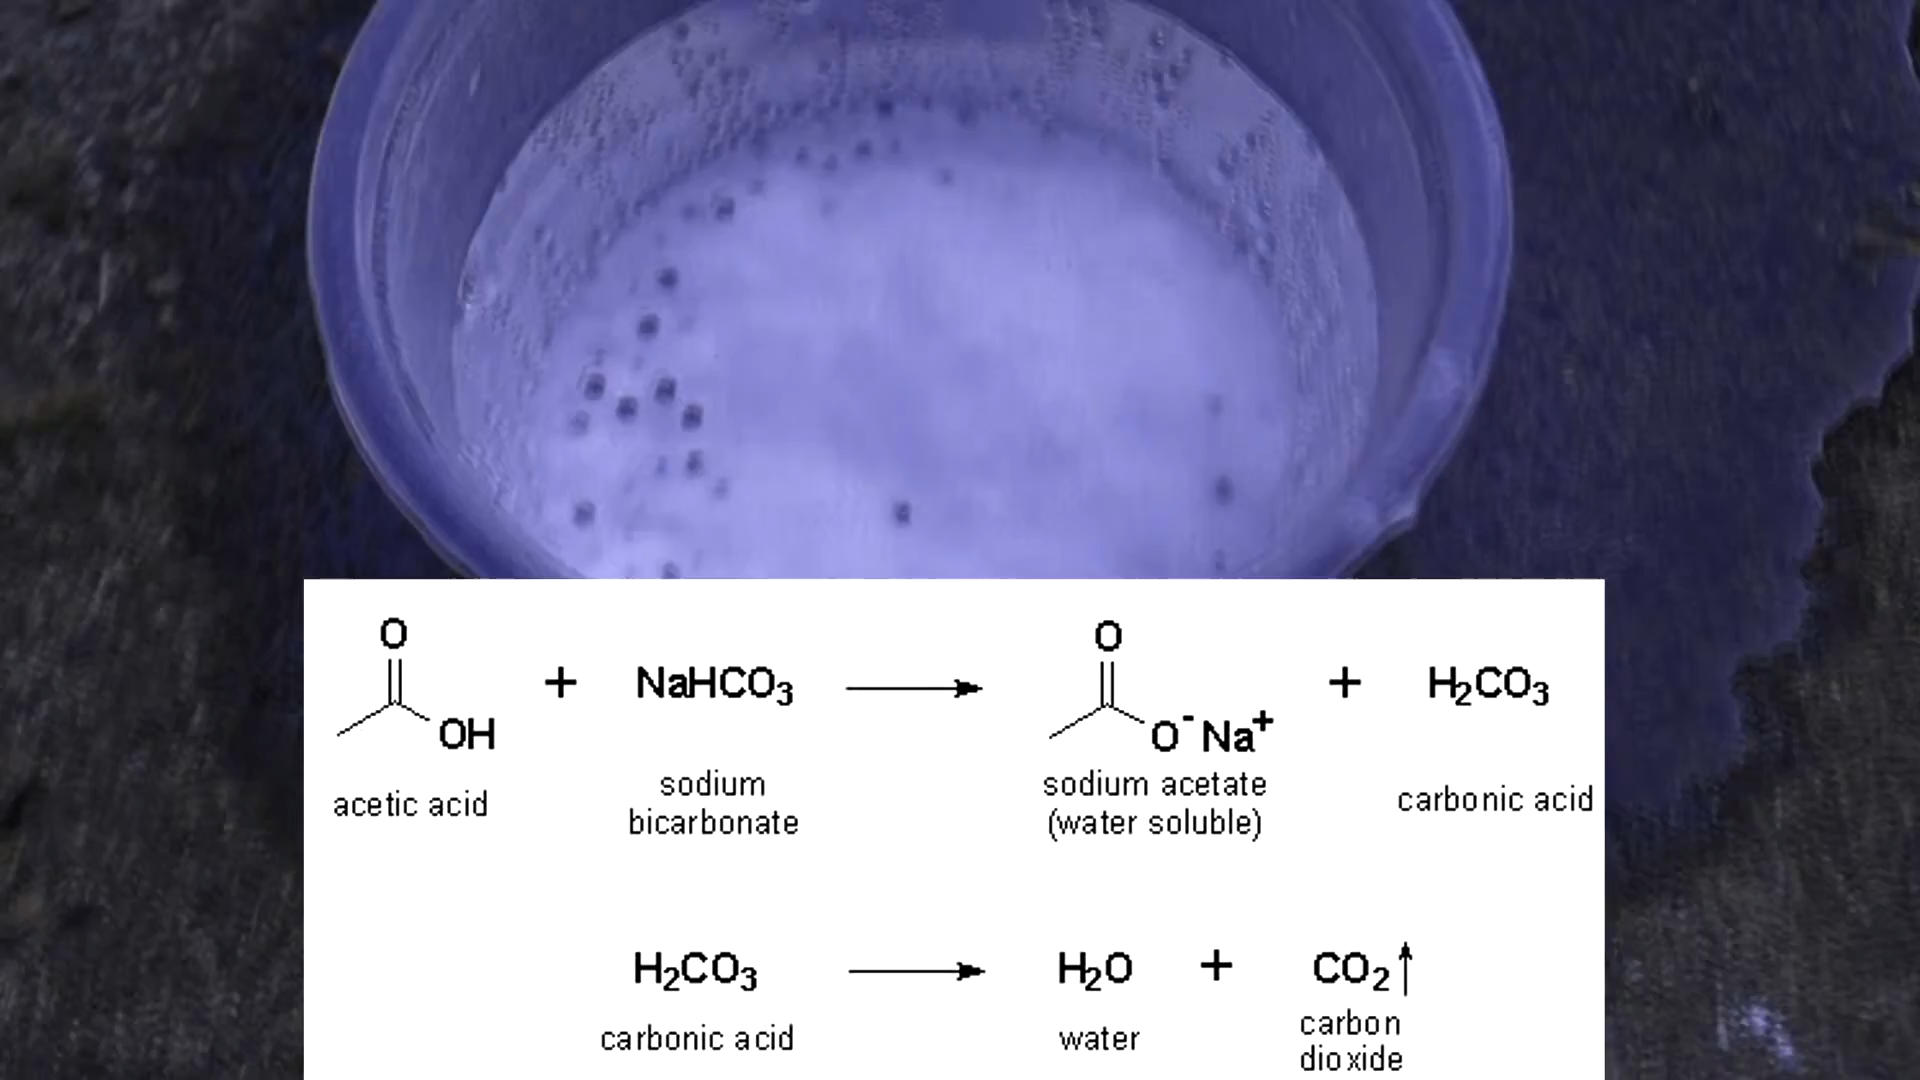 O
OH + NaHCO₃ → O⁻ Na⁺ + H₂CO₃
O
acetic acid
sodium
bicarbonate
sodium acetate
(water soluble)
carbonic acid
H₂CO₃ → H₂O + CO₂↑
carbonic acid
water
carbon
dioxide